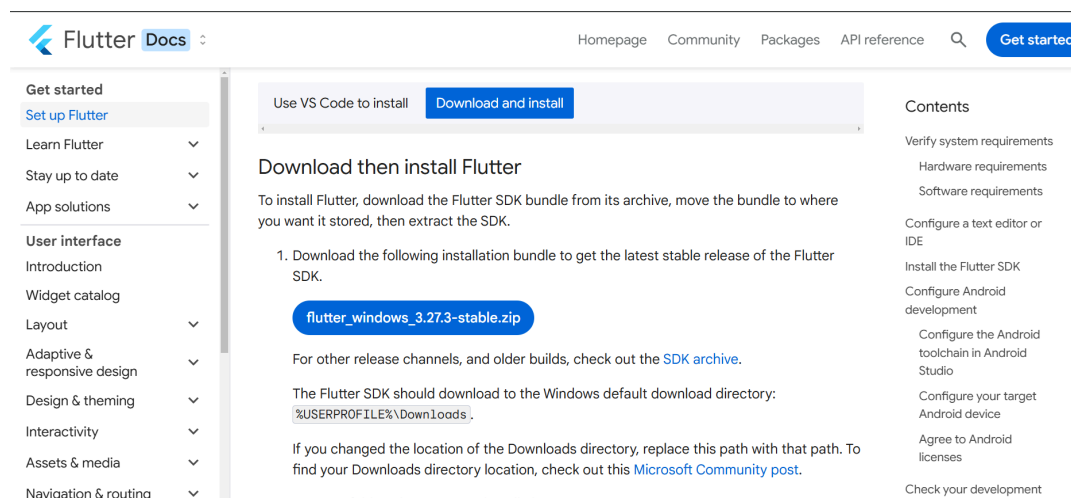 Flutter Docs
Homepage
Community
Packages
API reference
Get started
Get started
Set up Flutter
Learn Flutter
Stay up to date
App solutions
User interface
Introduction
Widget catalog
Layout
Adaptive &
responsive design
Design & theming
Interactivity
Assets & media
Navigation & routing
Use VS Code to install
Download and install
Download then install Flutter
To install Flutter, download the Flutter SDK bundle from its archive, move the bundle to where
you want it stored, then extract the SDK.
1. Download the following installation bundle to get the latest stable release of the Flutter
SDK.
flutter_windows_3.27.3-stable.zip
For other release channels, and older builds, check out the SDK archive.
The Flutter SDK should download to the Windows default download directory:
%USERPROFILE%\Downloads.
If you changed the location of the Downloads directory, replace this path with that path. To
find your Downloads directory location, check out this Microsoft Community post.
Contents
Verify system requirements
Hardware requirements
Software requirements
Configure a text editor or
IDE
Install the Flutter SDK
Configure Android
development
Configure the Android
toolchain in Android
Studio
Configure your target
Android device
Agree to Android
licenses
Check your development